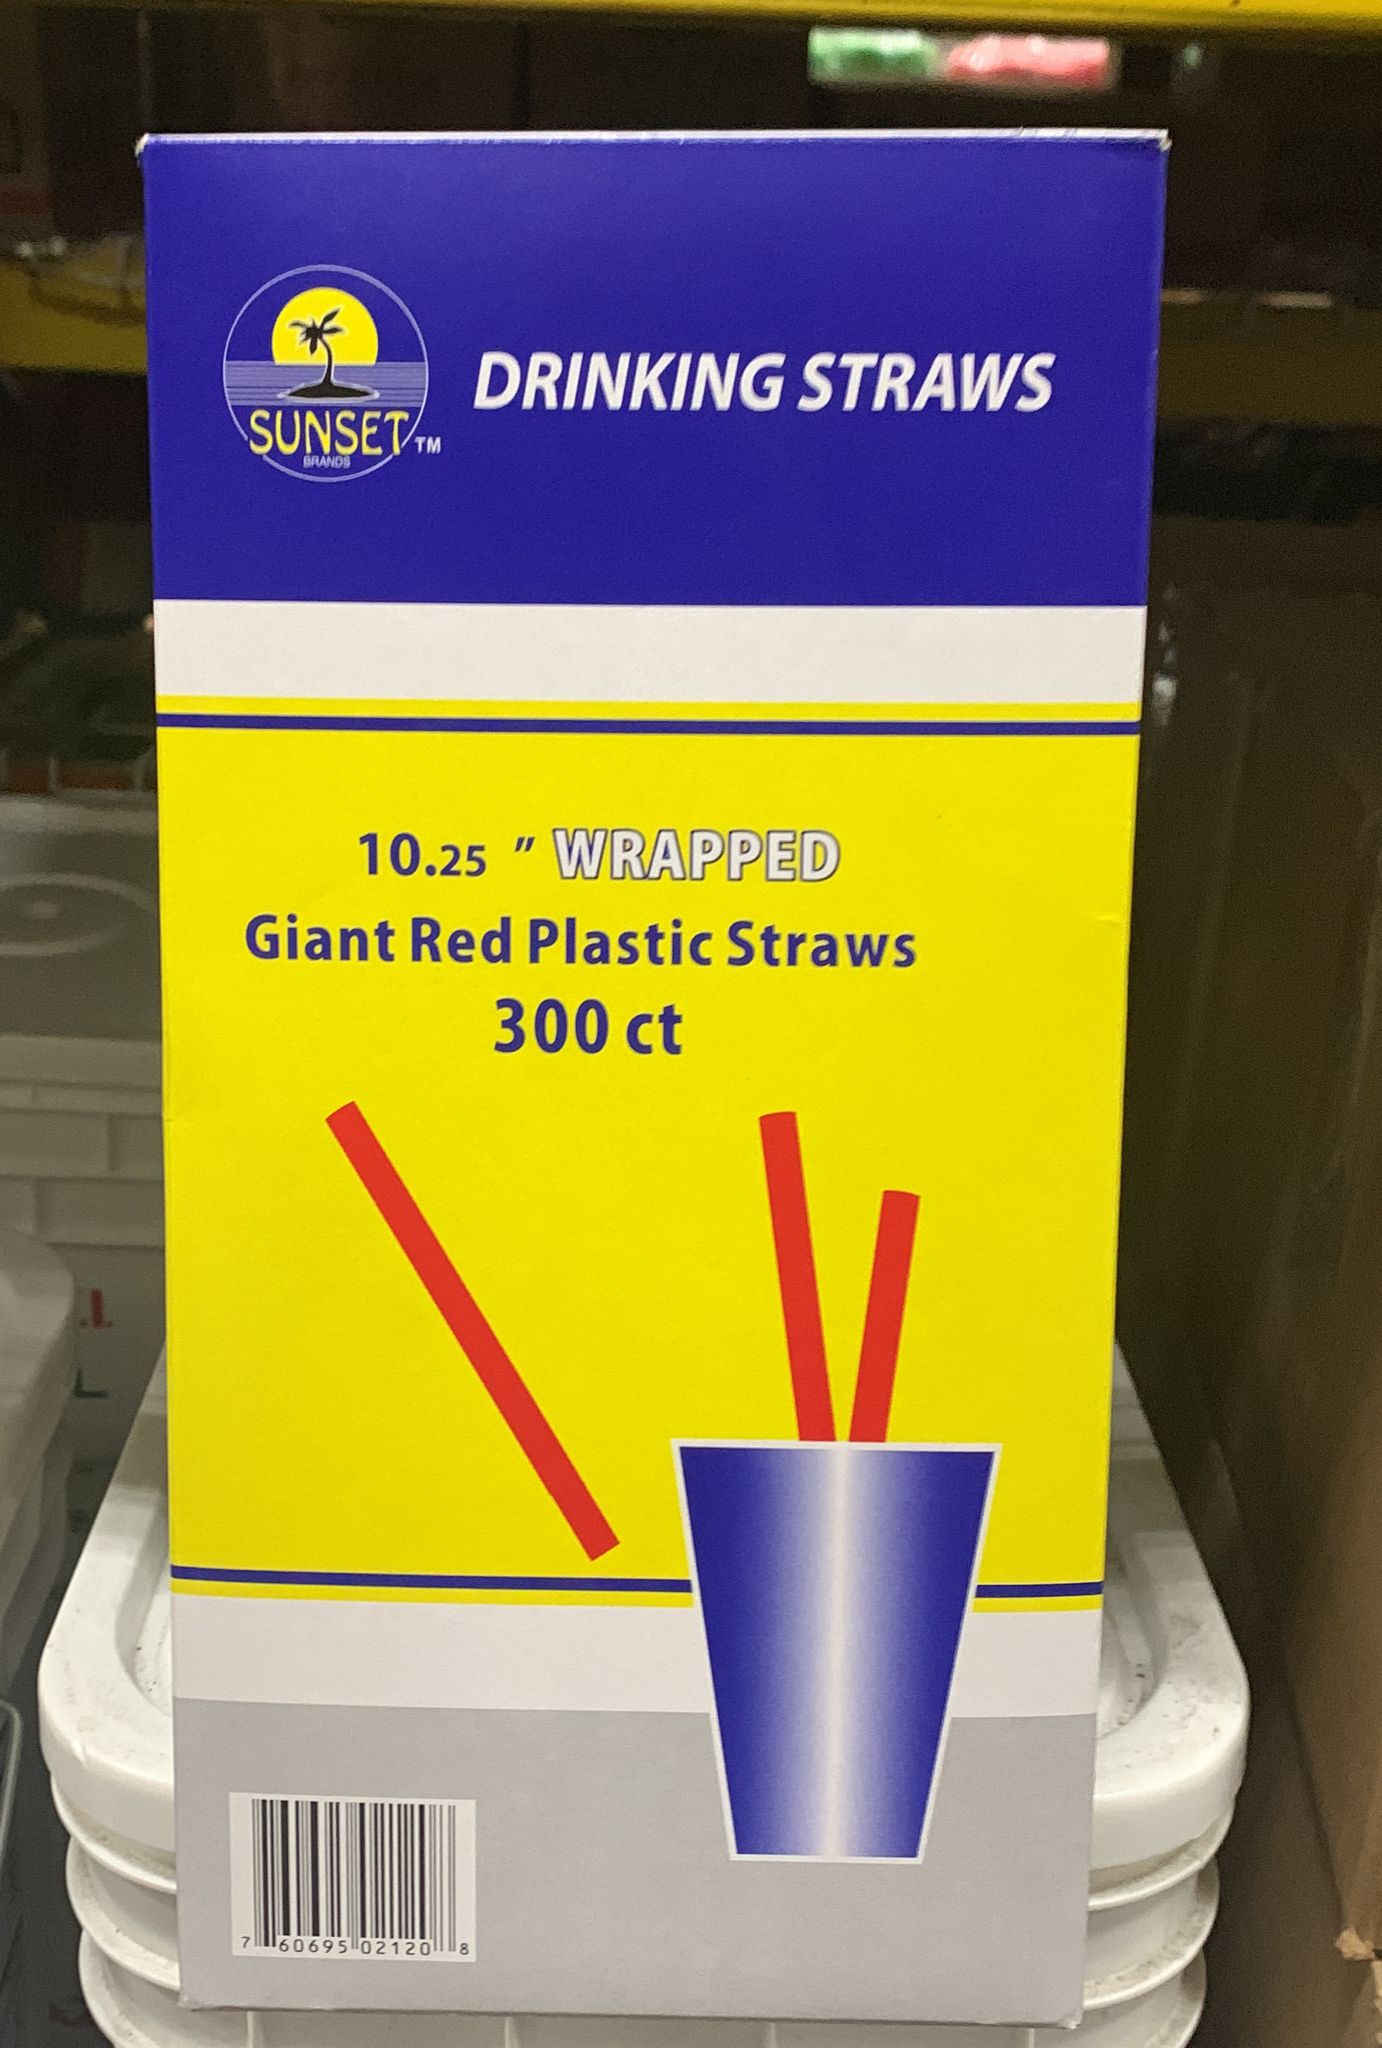 SUNSET TM
BRANDS
DRINKING STRAWS
10.25 " WRAPPED
Giant Red Plastic Straws
300 ct
7 60695 02120 8